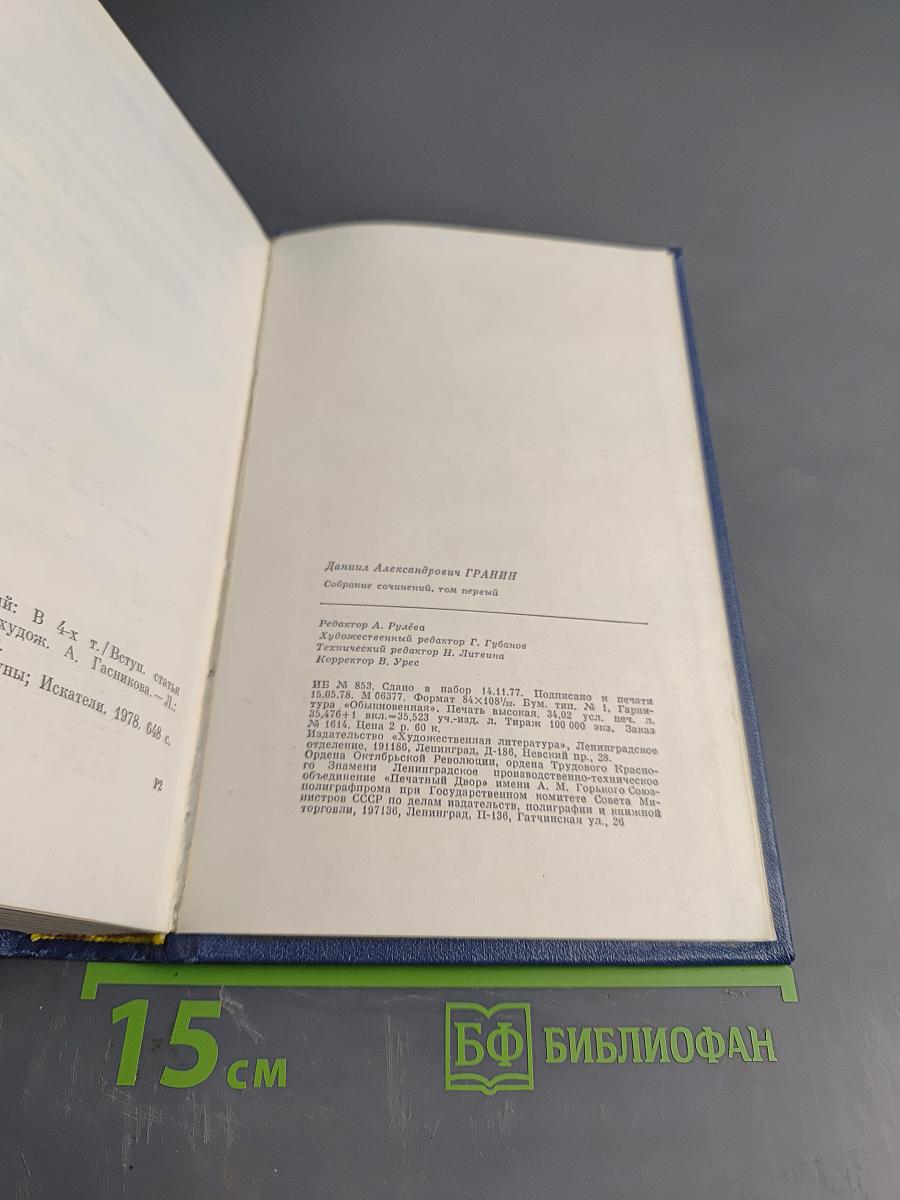 ий: В 4-х т./Вступ. статья
худож. А. Гасникова.—Л.:
уны; Искатели. 1978. 648 с.
Р2
Даниил Александрович ГРАНИН
Собрание сочинений, том первый
Редактор А. Рулёва
Художественный редактор Г. Губанов
Технический редактор Н. Литвина
Корректор В. Урес
ИБ № 853. Сдано в набор 14.11.77. Подписано к печати
15.05.78. М 06377. Формат 84×108¹/₃₂. Бум. тип. № 1. Гарни-
тура «Обыкновенная». Печать высокая. 34,02 усл. печ. л.
35,476+1 вкл.=35,523 уч.-изд. л. Тираж 100 000 экз. Заказ
№ 1614. Цена 2 р. 60 к.
Издательство «Художественная литература», Ленинградское
отделение, 191186, Ленинград, Д-186, Невский пр., 28.
Ордена Октябрьской Революции, ордена Трудового Красно-
го Знамени Ленинградское производственно-техническое
объединение «Печатный Двор» имени А. М. Горького Союз-
полиграфпрома при Государственном комитете Совета Ми-
нистров СССР по делам издательств, полиграфии и книжной
торговли, 197136, Ленинград, П-136, Гатчинская ул., 26
15 см
БФ БИБЛИОФАН